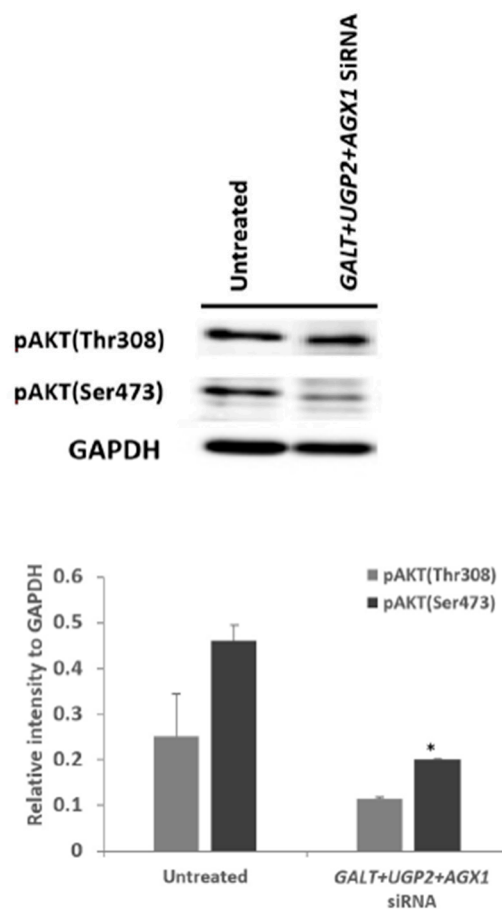 Untreated
GALT+UGP2+AGX1 SiRNA
pAKT(Thr308)
pAKT(Ser473)
GAPDH
Relative intensity to GAPDH
0.6
0.5
0.4
0.3
0.2
0.1
0
pAKT(Thr308)
pAKT(Ser473)
*
Untreated
GALT+UGP2+AGX1
siRNA